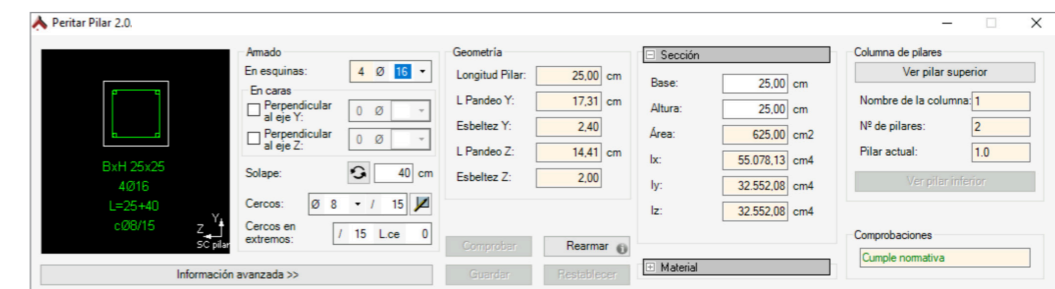 Peritar Pilar 2.0.
BxH 25x25
4Ø16
L=25+40
cØ8/15
Y
Z
SC pilar
Armado
En esquinas: 4 Ø 16
En caras
Perpendicular al eje Y: 0 Ø
Perpendicular al eje Z: 0 Ø
Solape: 40 cm
Cercos: Ø 8 / 15
Cercos en extremos: / 15 L.ce 0
Información avanzada >>
Geometría
Longitud Pilar: 25,00 cm
L Pandeo Y: 17,31 cm
Esbeltez Y: 2,40
L Pandeo Z: 14,41 cm
Esbeltez Z: 2,00
Comprobar
Rearmar
Guardar
Restablecer
Sección
Base: 25,00 cm
Altura: 25,00 cm
Área: 625,00 cm2
Ix: 55.078,13 cm4
Iy: 32.552,08 cm4
Iz: 32.552,08 cm4
Material
Columna de pilares
Ver pilar superior
Nombre de la columna: 1
Nº de pilares: 2
Pilar actual: 1.0
Ver pilar inferior
Comprobaciones
Cumple normativa